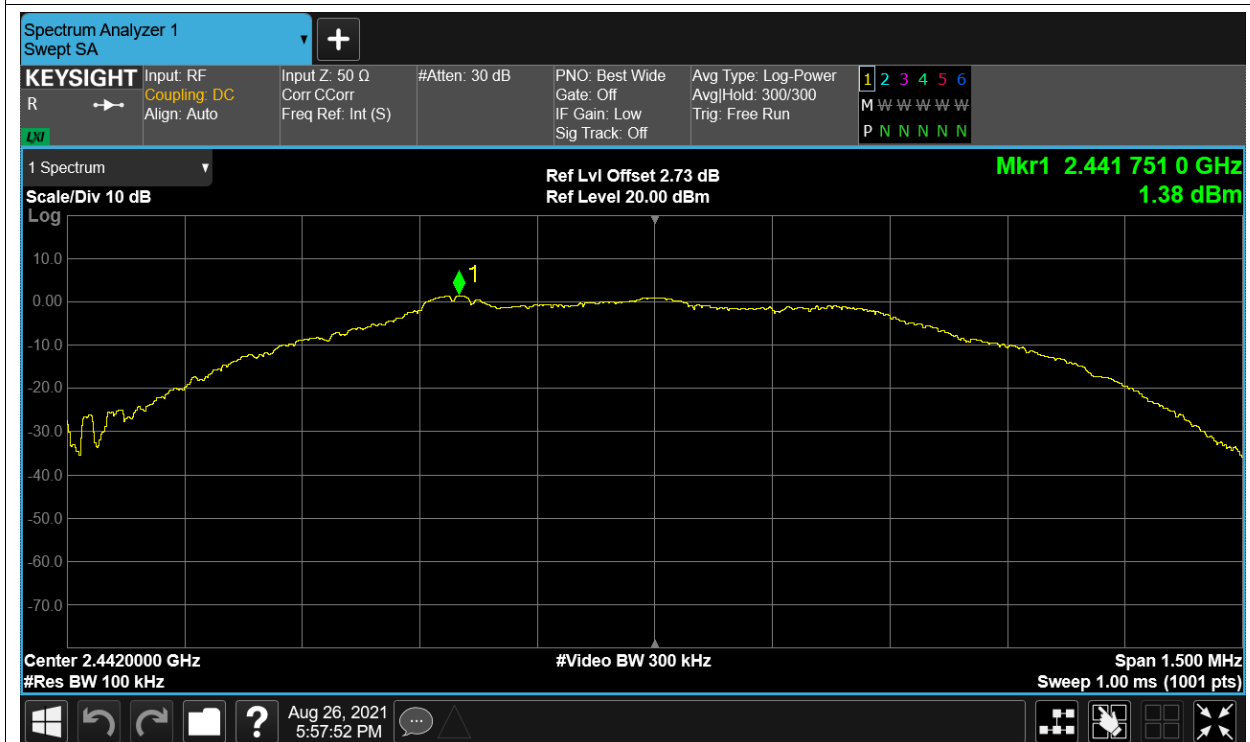 Spectrum Analyzer 1
Swept SA
KEYSIGHT
R
LXI
Input: RF
Coupling: DC
Align: Auto
Input Z: 50 Ω
Corr CCorr
Freq Ref: Int (S)
#Atten: 30 dB
PNO: Best Wide
Gate: Off
IF Gain: Low
Sig Track: Off
Avg Type: Log-Power
Avg|Hold: 300/300
Trig: Free Run
1 2 3 4 5 6
M W W W W W
P N N N N N
1 Spectrum
Scale/Div 10 dB
Log
Ref Lvl Offset 2.73 dB
Ref Level 20.00 dBm
Mkr1 2.441 751 0 GHz
1.38 dBm
10.0
1
0.00
-10.0
-20.0
-30.0
-40.0
-50.0
-60.0
-70.0
Center 2.4420000 GHz
#Res BW 100 kHz
#Video BW 300 kHz
Span 1.500 MHz
Sweep 1.00 ms (1001 pts)
?
Aug 26, 2021
5:57:52 PM